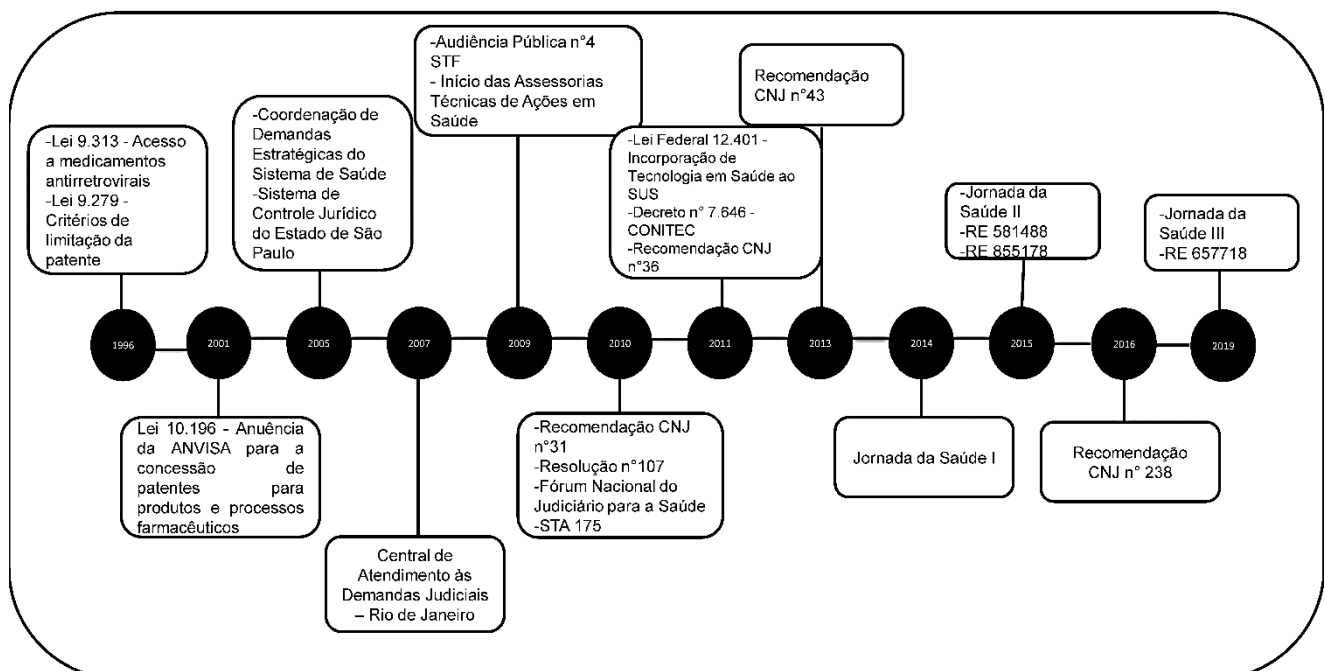 -Lei 9.313 - Acesso
a medicamentos
antirretrovirais
-Lei 9.279 -
Critérios de
limitação da
patente
-Coordenação de
Demandas
Estratégicas do
Sistema de Saúde
-Sistema de
Controle Jurídico
do Estado de São
Paulo
-Audiência Pública n°4
STF
- Início das Assessorias
Técnicas de Ações em
Saúde
-Lei Federal 12.401 -
Incorporação de
Tecnologia em Saúde ao
SUS
-Decreto n° 7.646 -
CONITEC
-Recomendação CNJ
n°36
Recomendação
CNJ n°43
-Jornada da
Saúde II
-RE 581488
-RE 855178
-Jornada da
Saúde III
-RE 657718
1996
2001
2005
2007
2009
2010
2011
2013
2014
2015
2016
2019
Lei 10.196 - Anuência
da ANVISA para a
concessão de
patentes para
produtos e processos
farmacêuticos
Central de
Atendimento às
Demandas Judiciais
– Rio de Janeiro
-Recomendação CNJ
n°31
-Resolução n°107
-Fórum Nacional do
Judiciário para a Saúde
-STA 175
Jornada da Saúde I
Recomendação
CNJ n° 238